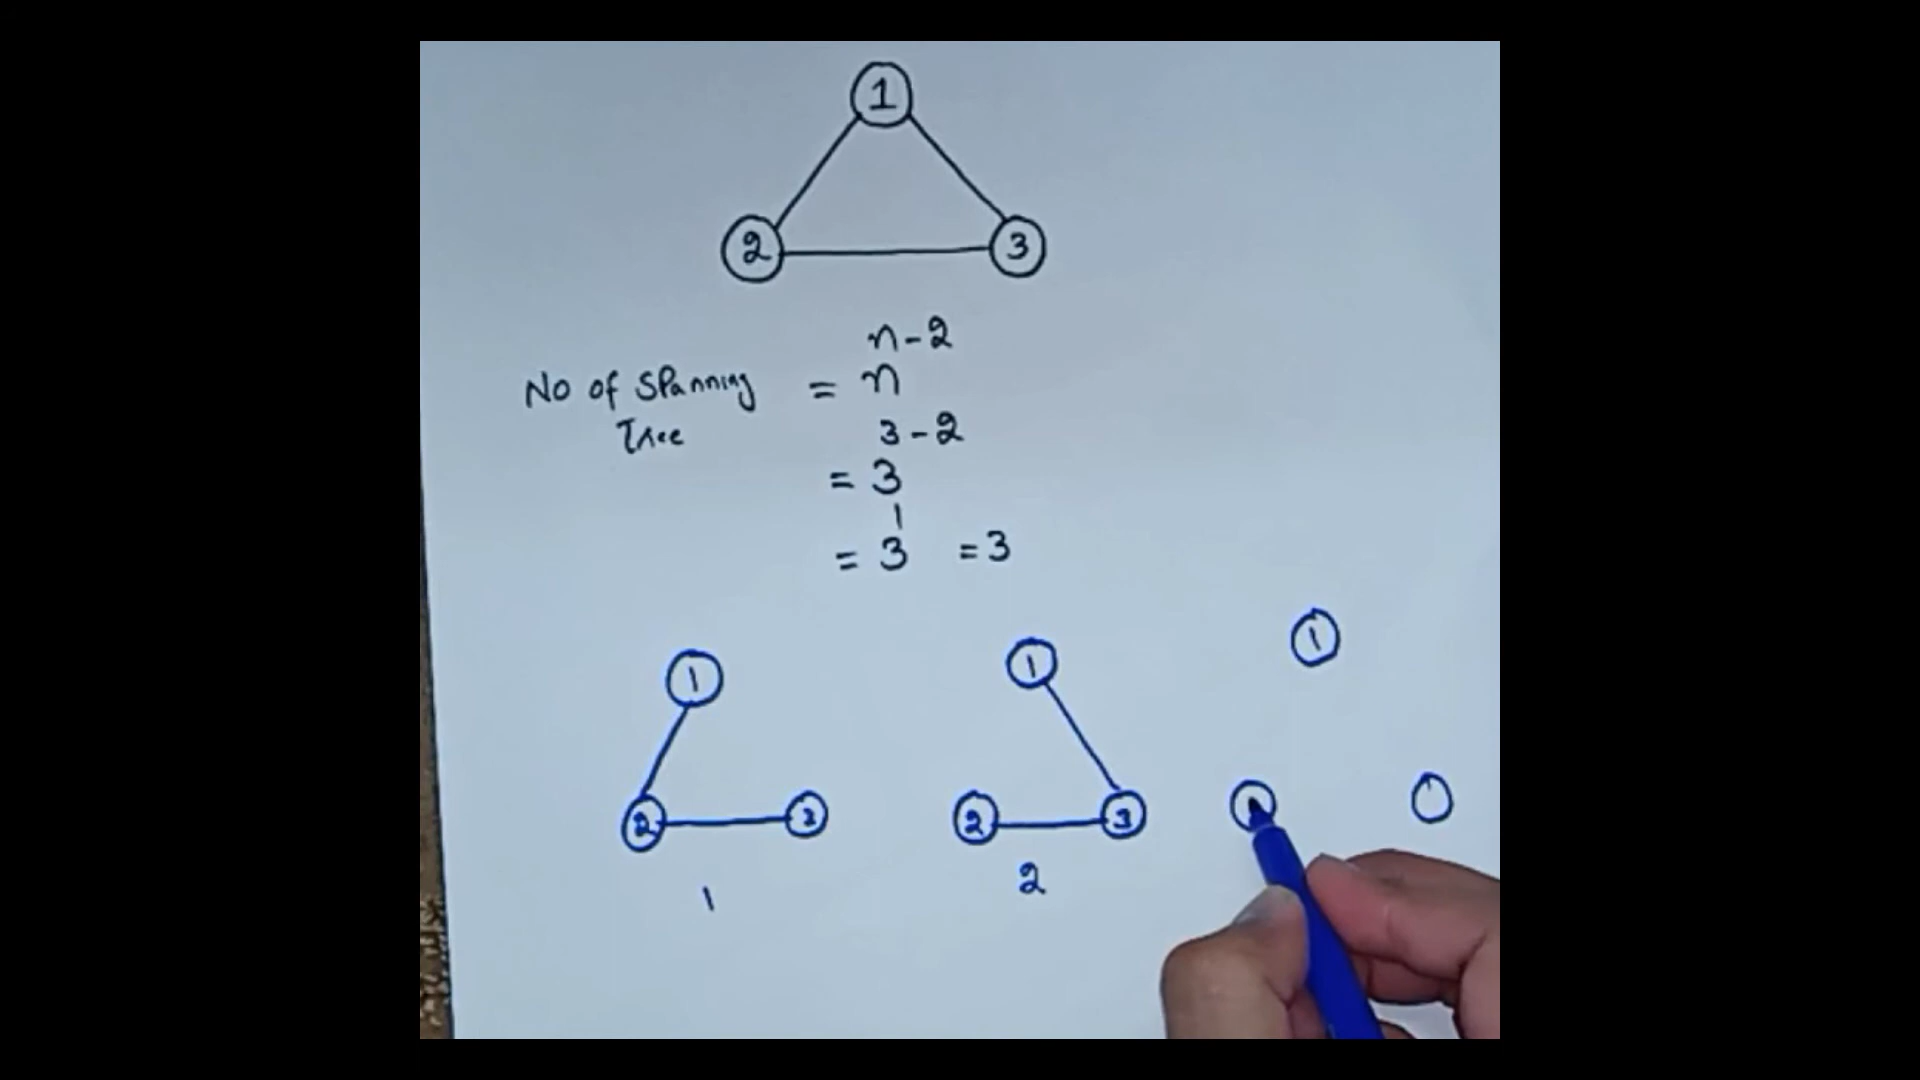 1
2 3
n-2
No of Spanning = n
Tree
3-2
= 3
1
= 3 = 3
1 1 1
2 3 2 3
1 2